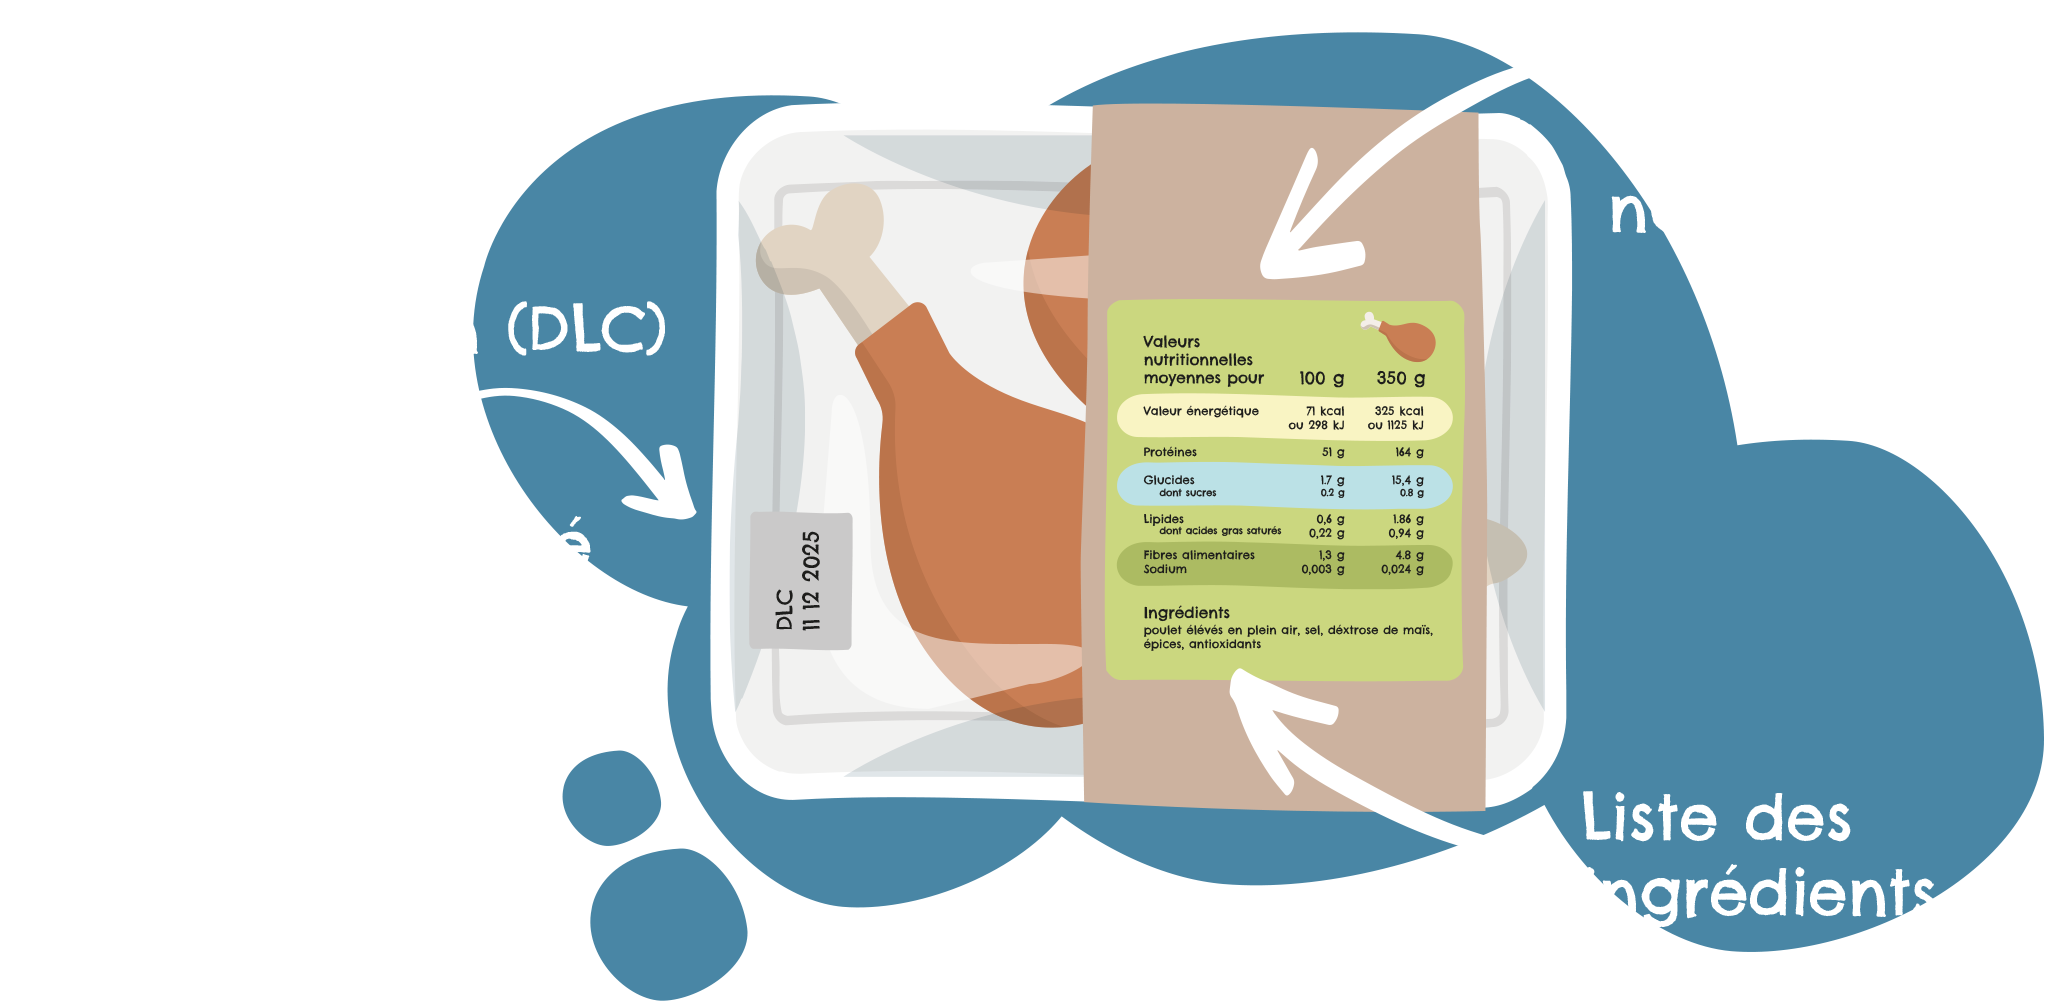 (DLC)
DLC
11 12 2025
Valeurs
nutritionnelles
moyennes pour 100 g 350 g
Valeur énergétique 71 kcal 325 kcal
ou 298 kJ ou 1125 kJ
Protéines 51 g 164 g
Glucides 1.7 g 15,4 g
dont sucres 0.2 g 0.8 g
Lipides 0,6 g 1.86 g
dont acides gras saturés 0,22 g 0,94 g
Fibres alimentaires 1,3 g 4.8 g
Sodium 0,003 g 0,024 g
Ingrédients
poulet élévés en plein air, sel, déxtrose de maïs,
épices, antioxidants
Liste des
ingrédients